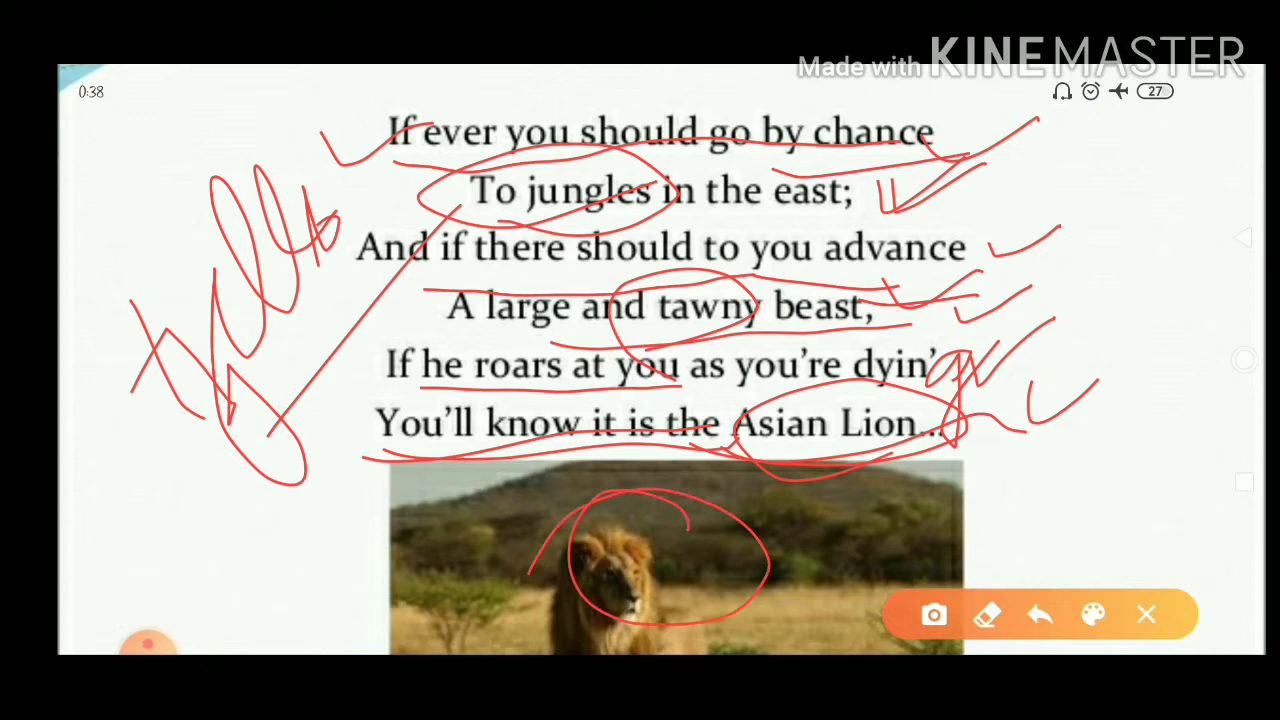 Made with KINEMASTER
0:38
27
If ever you should go by chance
To jungles in the east;
And if there should to you advance
A large and tawny beast,
If he roars at you as you're dyin'
You'll know it is the Asian Lion...